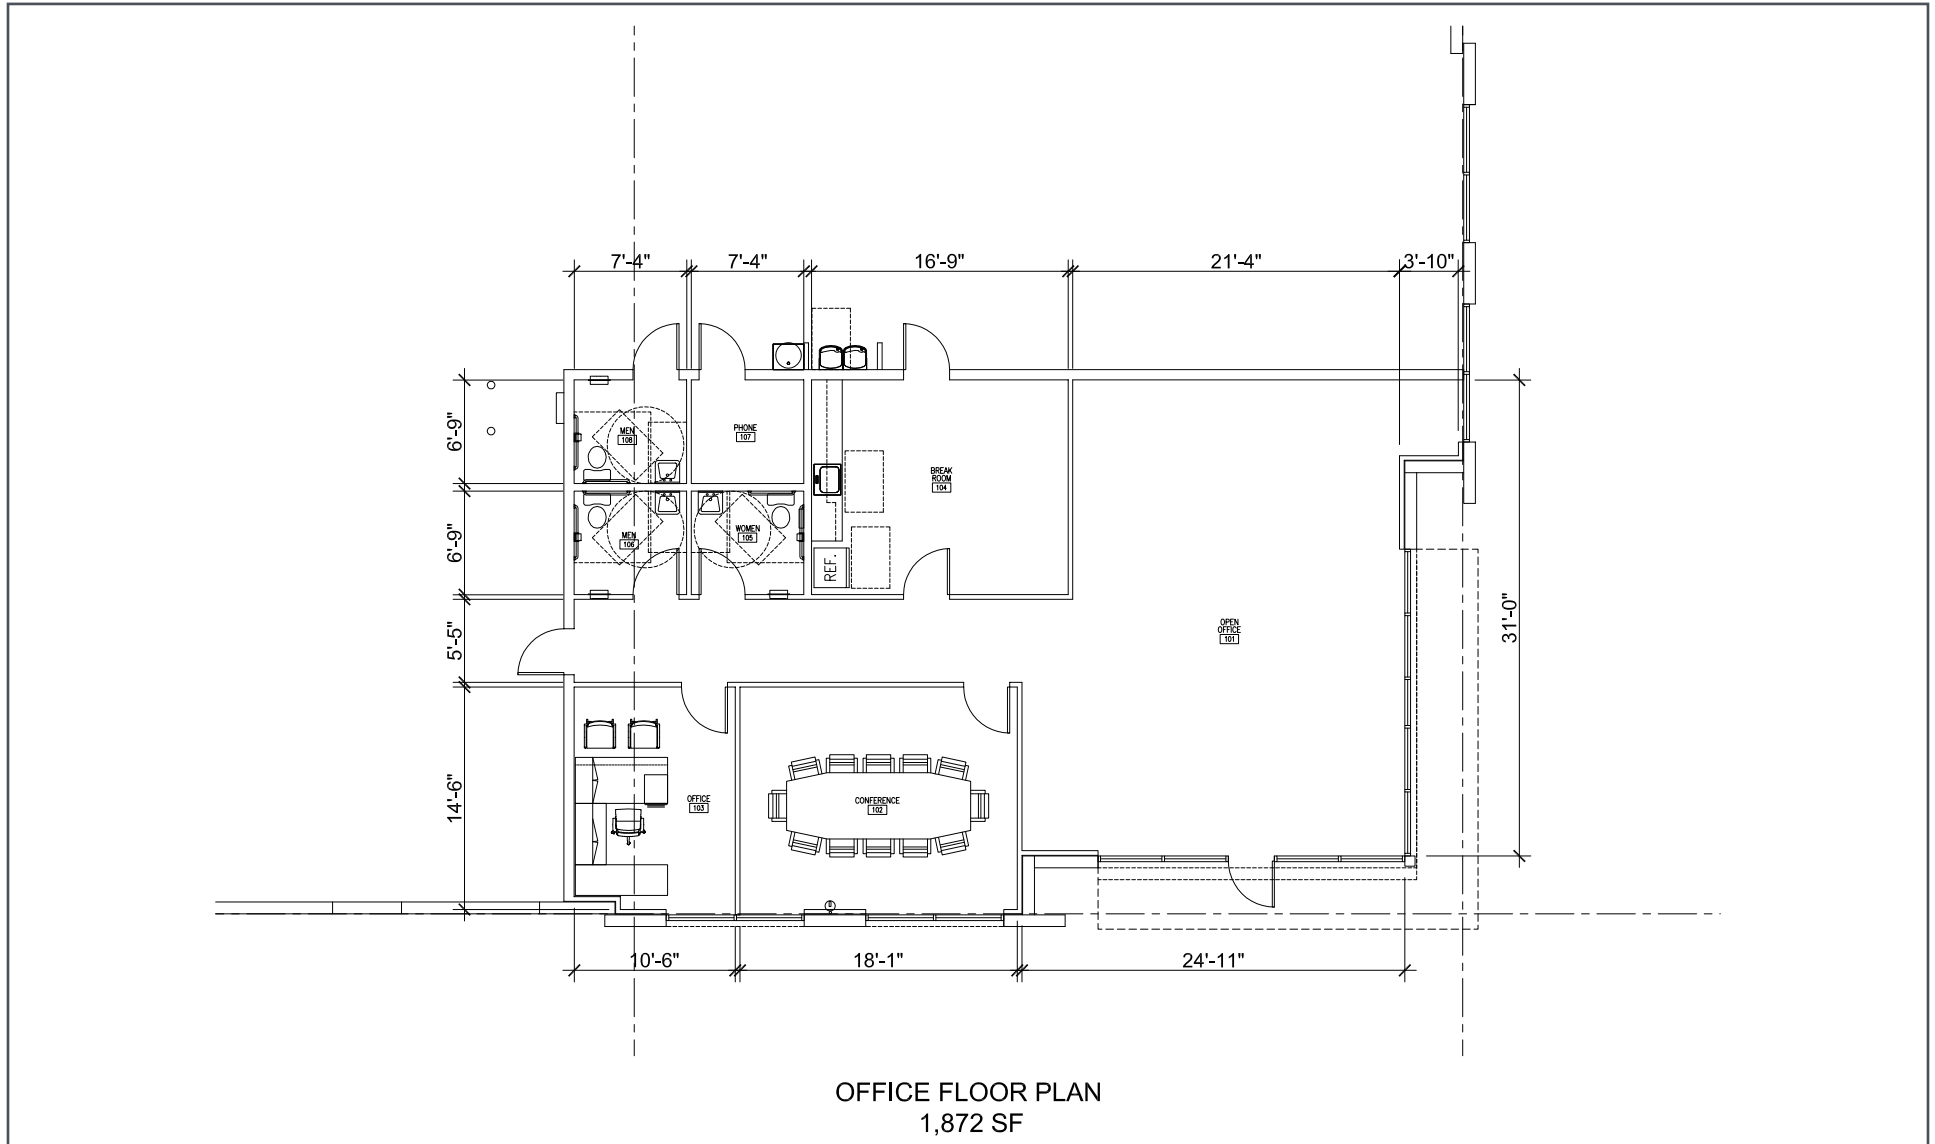 7'-4"
7'-4"
16'-9"
21'-4"
3'-10"
6'-9"
MEN
108
PHONE
107
BREAK
ROOM
104
6'-9"
MEN
106
WOMEN
105
REF.
5'-5"
OPEN
OFFICE
101
31'-0"
14'-6"
OFFICE
103
CONFERENCE
102
10'-6"
18'-1"
24'-11"
OFFICE FLOOR PLAN
1,872 SF